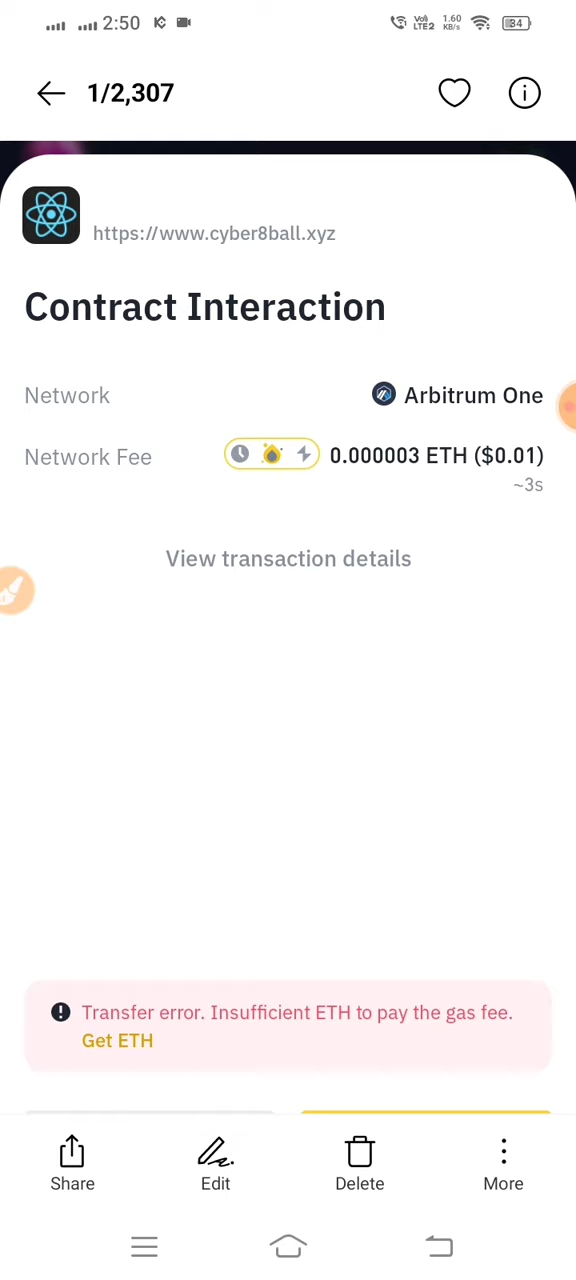 2:50 Vo) LTE2 1.60 KB/s 34
1/2,307
https://www.cyber8ball.xyz
Contract Interaction
Network Arbitrum One
Network Fee 0.000003 ETH ($0.01)
~3s
View transaction details
Transfer error. Insufficient ETH to pay the gas fee.
Get ETH
Share Edit Delete More